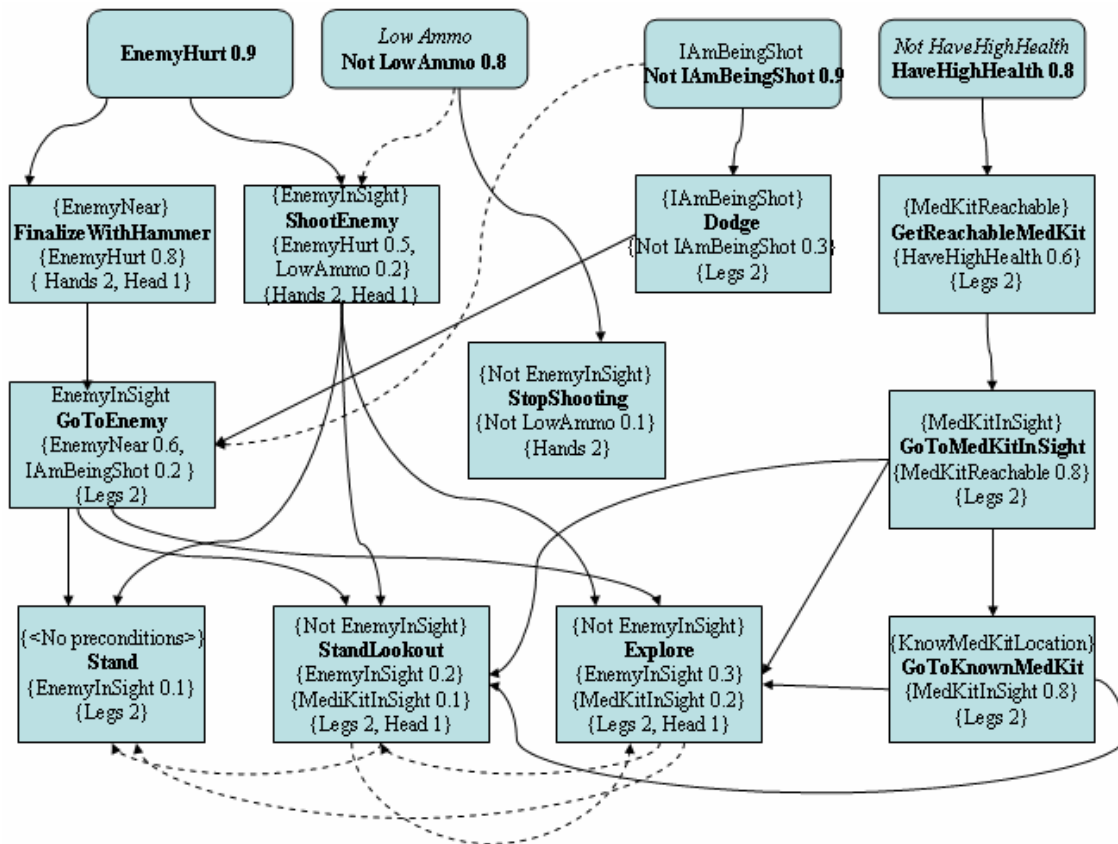 EnemyHurt 0.9
Low Ammo
Not LowAmmo 0.8
IAmBeingShot
Not IAmBeingShot 0.9
Not HaveHighHealth
HaveHighHealth 0.8
{EnemyNear}
FinalizeWithHammer
{EnemyHurt 0.8}
{ Hands 2, Head 1}
{EnemyInSight}
ShootEnemy
{EnemyHurt 0.5,
LowAmmo 0.2}
{Hands 2, Head 1}
{IAmBeingShot}
Dodge
{Not IAmBeingShot 0.3}
{Legs 2}
{MedKitReachable}
GetReachableMedKit
{HaveHighHealth 0.6}
{Legs 2}
EnemyInSight
GoToEnemy
{EnemyNear 0.6,
IAmBeingShot 0.2 }
{Legs 2}
{Not EnemyInSight}
StopShooting
{Not LowAmmo 0.1}
{Hands 2}
{MedKitInSight}
GoToMedKitInSight
{MedKitReachable 0.8}
{Legs 2}
{<No preconditions>}
Stand
{EnemyInSight 0.1}
{Legs 2}
{Not EnemyInSight}
StandLookout
{EnemyInSight 0.2}
{MediKitInSight 0.1}
{Legs 2, Head 1}
{Not EnemyInSight}
Explore
{EnemyInSight 0.3}
{MedKitInSight 0.2}
{Legs 2, Head 1}
{KnowMedKitLocation}
GoToKnownMedKit
{MedKitInSight 0.8}
{Legs 2}